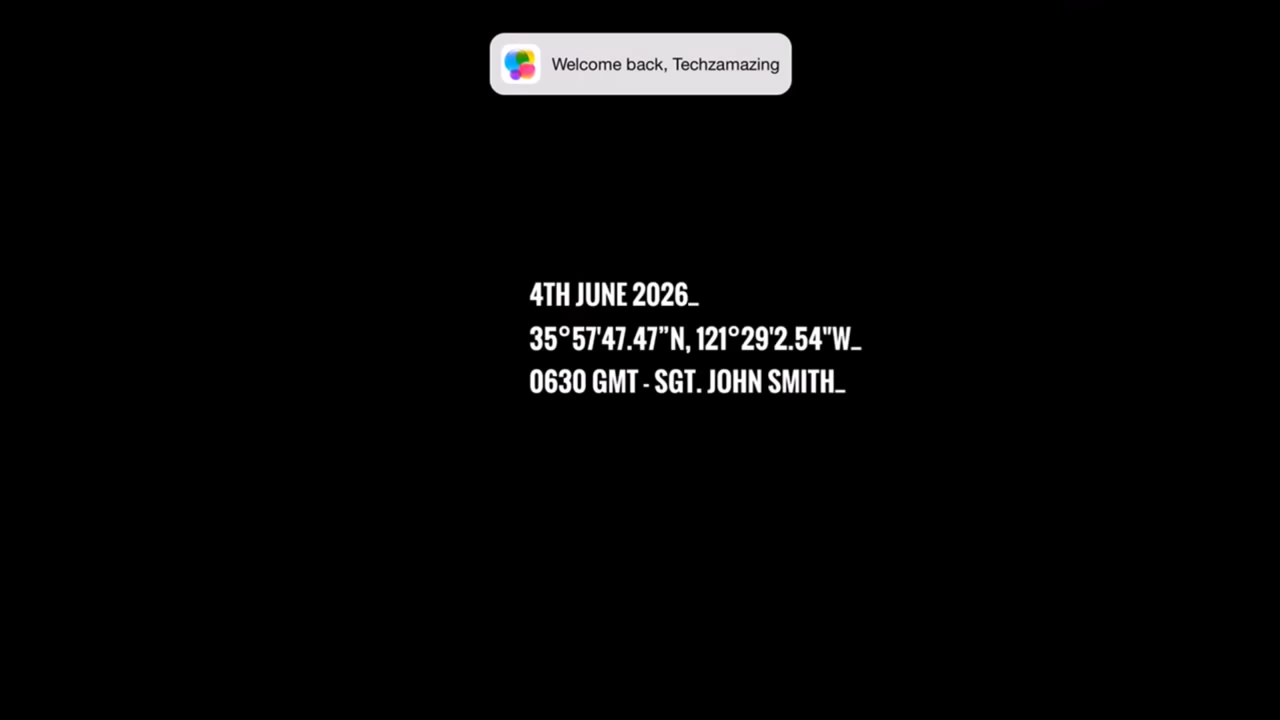 Welcome back, Techzamazing
4TH JUNE 2026_
35°57'47.47”N, 121°29'2.54"W_
0630 GMT - SGT. JOHN SMITH_